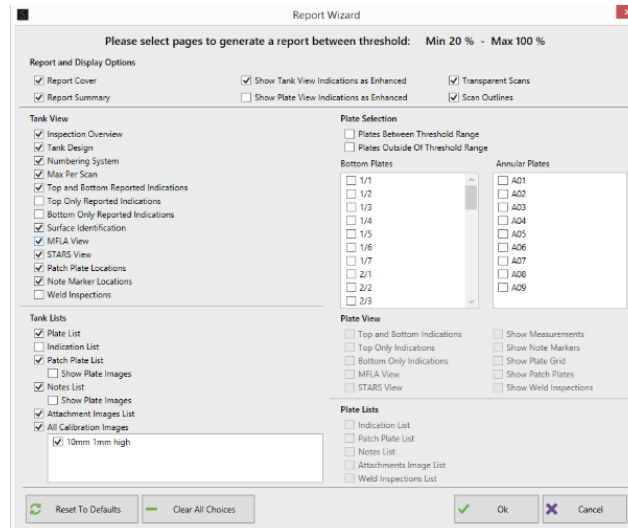 Report Wizard
Please select pages to generate a report between threshold: Min 20 % - Max 100 %
Report and Display Options
Report Cover
Show Tank View Indications as Enhanced
Transparent Scans
Report Summary
Show Plate View Indications as Enhanced
Scan Outlines
Tank View
Inspection Overview
Tank Design
Numbering System
Max Per Scan
Top and Bottom Reported Indications
Top Only Reported Indications
Bottom Only Reported Indications
Surface Identification
MFLA View
STARS View
Patch Plate Locations
Note Marker Locations
Weld Inspections
Plate Selection
Plates Between Threshold Range
Plates Outside Of Threshold Range
Bottom Plates
1/1
1/2
1/3
1/4
1/5
1/6
1/7
2/1
2/2
2/3
Annular Plates
A01
A02
A03
A04
A05
A06
A07
A08
A09
Tank Lists
Plate List
Indication List
Patch Plate List
Show Plate Images
Notes List
Show Plate Images
Attachment Images List
All Calibration Images
10mm 1mm high
Plate View
Top and Bottom Indications
Top Only Indications
Bottom Only Indications
MFLA View
STARS View
Show Measurements
Show Note Markers
Show Plate Grid
Show Patch Plates
Show Weld Inspections
Plate Lists
Indication List
Patch Plate List
Notes List
Attachments Image List
Weld Inspections List
Reset To Defaults
Clear All Choices
Ok
Cancel